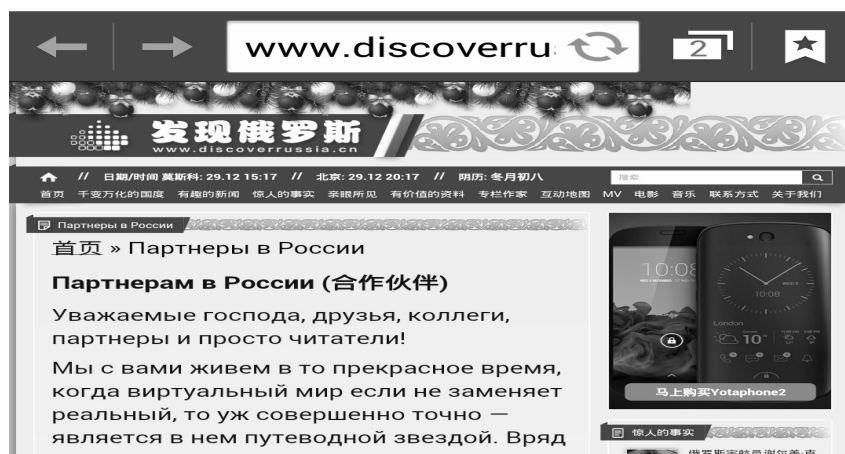 www.discoverru
2
发现俄罗斯
www.discoverrussia.cn
// 日期/时间 莫斯科: 29.12 15:17 // 北京: 29.12 20:17 // 阴历: 冬月初八
搜索
首页 千变万化的国度 有趣的新闻 惊人的事实 亲眼所见 有价值的资料 专栏作家 互动地图 MV 电影 音乐 联系方式 关于我们
Партнеры в России
首页 » Партнеры в России
Партнерам в России (合作伙伴)
Уважаемые господа, друзья, коллеги,
партнеры и просто читатели!
Мы с вами живем в то прекрасное время,
когда виртуальный мир если не заменяет
реальный, то уж совершенно точно —
является в нем путеводной звездой. Вряд
10:08
10:08
London
10°
马上购买Yotaphone2
惊人的事实